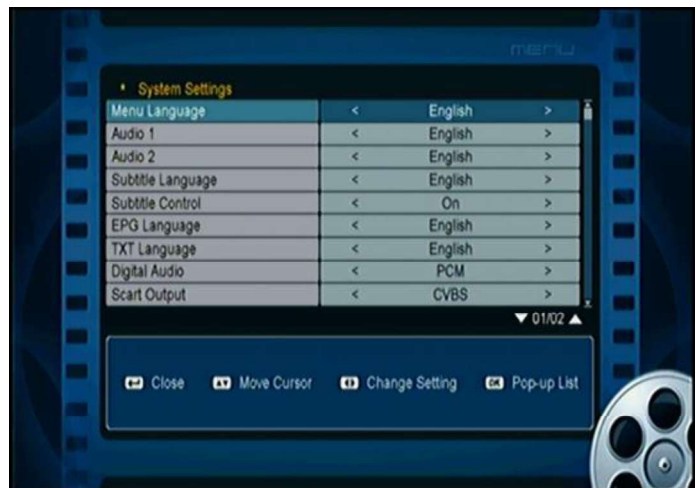 menu
System Settings
Menu Language < English >
Audio 1 < English >
Audio 2 < English >
Subtitle Language < English >
Subtitle Control < On >
EPG Language < English >
TXT Language < English >
Digital Audio < PCM >
Scart Output < CVBS >
▼ 01/02 ▲
Close Move Cursor Change Setting OK Pop-up List